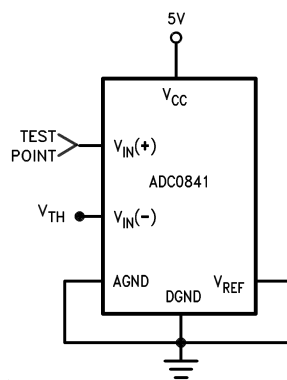 5V
VCC
TEST
POINT
VIN(+)
ADC0841
VTH
VIN(-)
AGND
VREF
DGND